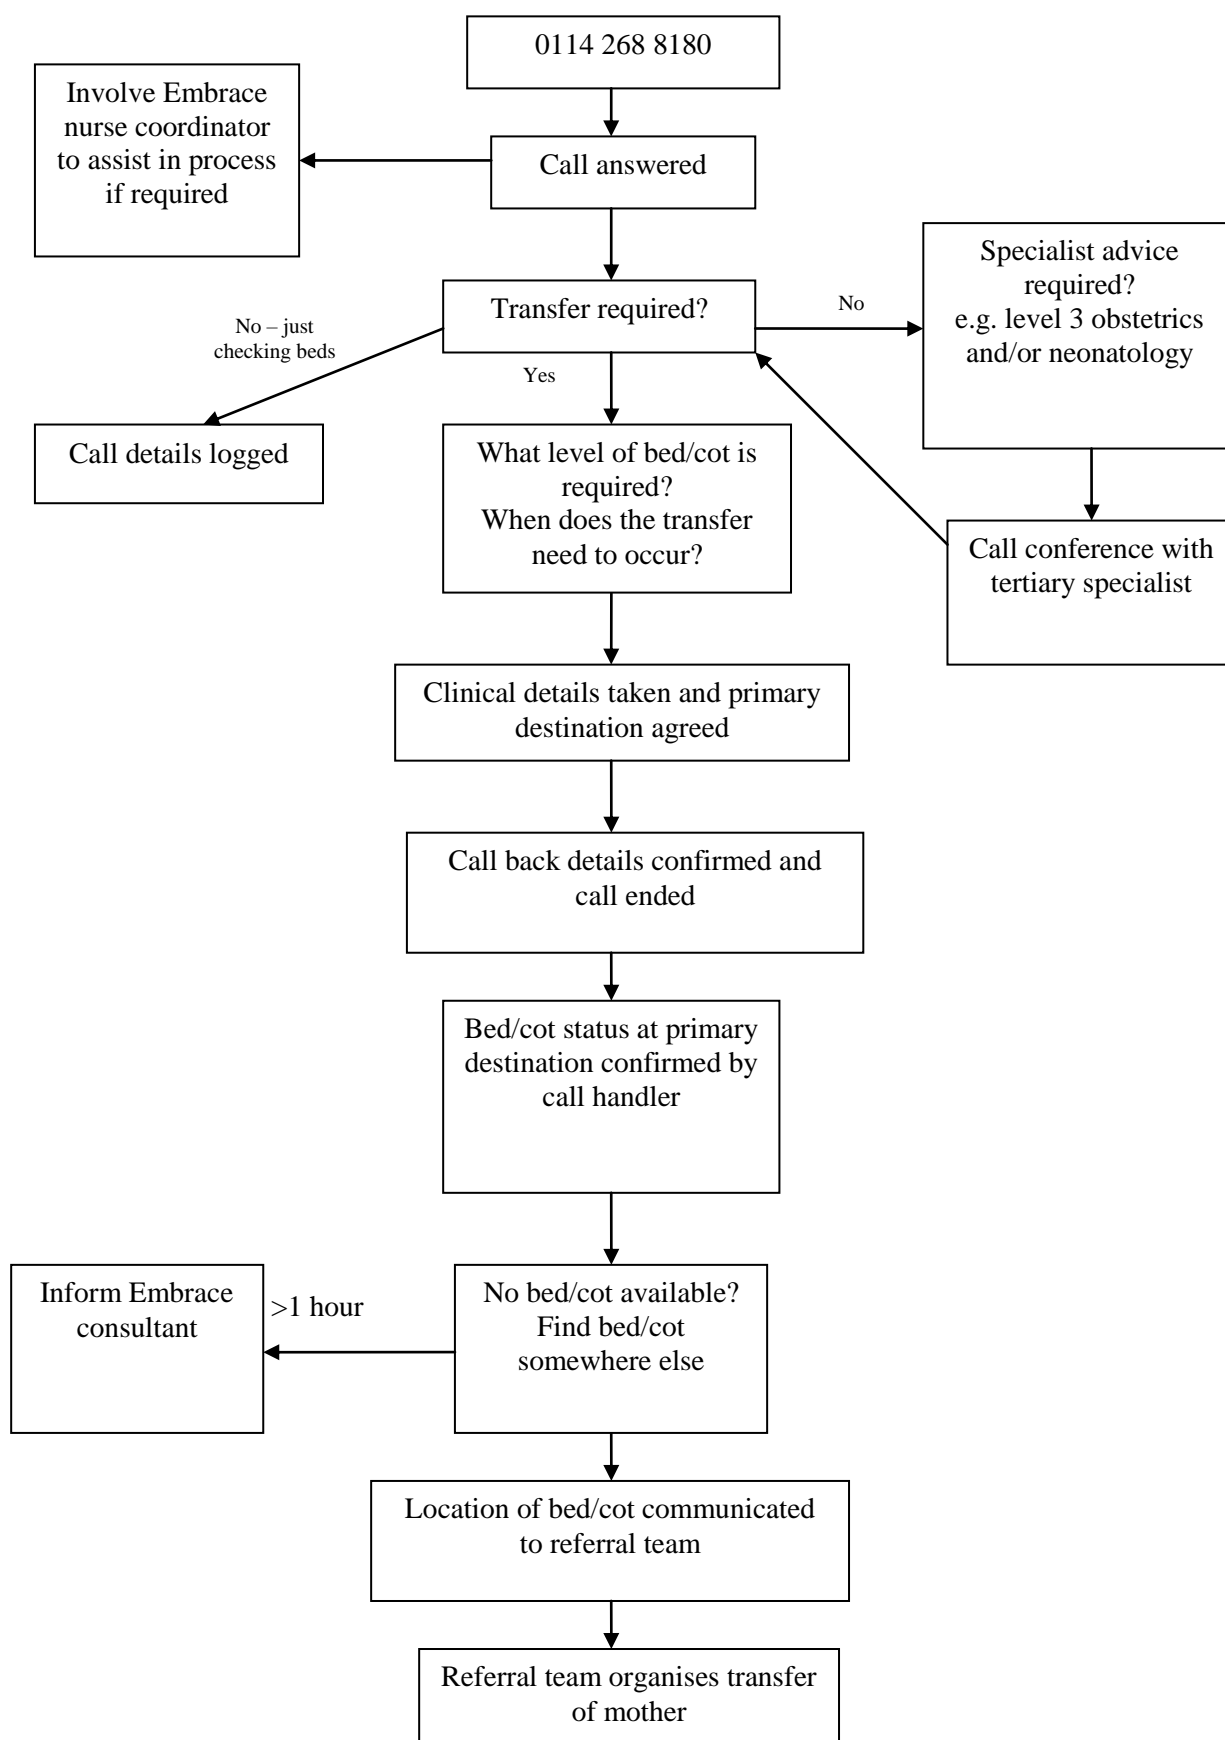 0114 268 8180
Involve Embrace
nurse coordinator
to assist in process
if required
Call answered
Specialist advice
required?
e.g. level 3 obstetrics
and/or neonatology
Transfer required?
No
No – just
checking beds
Yes
Call details logged
What level of bed/cot is
required?
When does the transfer
need to occur?
Call conference with
tertiary specialist
Clinical details taken and primary
destination agreed
Call back details confirmed and
call ended
Bed/cot status at primary
destination confirmed by
call handler
Inform Embrace
consultant
>1 hour
No bed/cot available?
Find bed/cot
somewhere else
Location of bed/cot communicated
to referral team
Referral team organises transfer
of mother